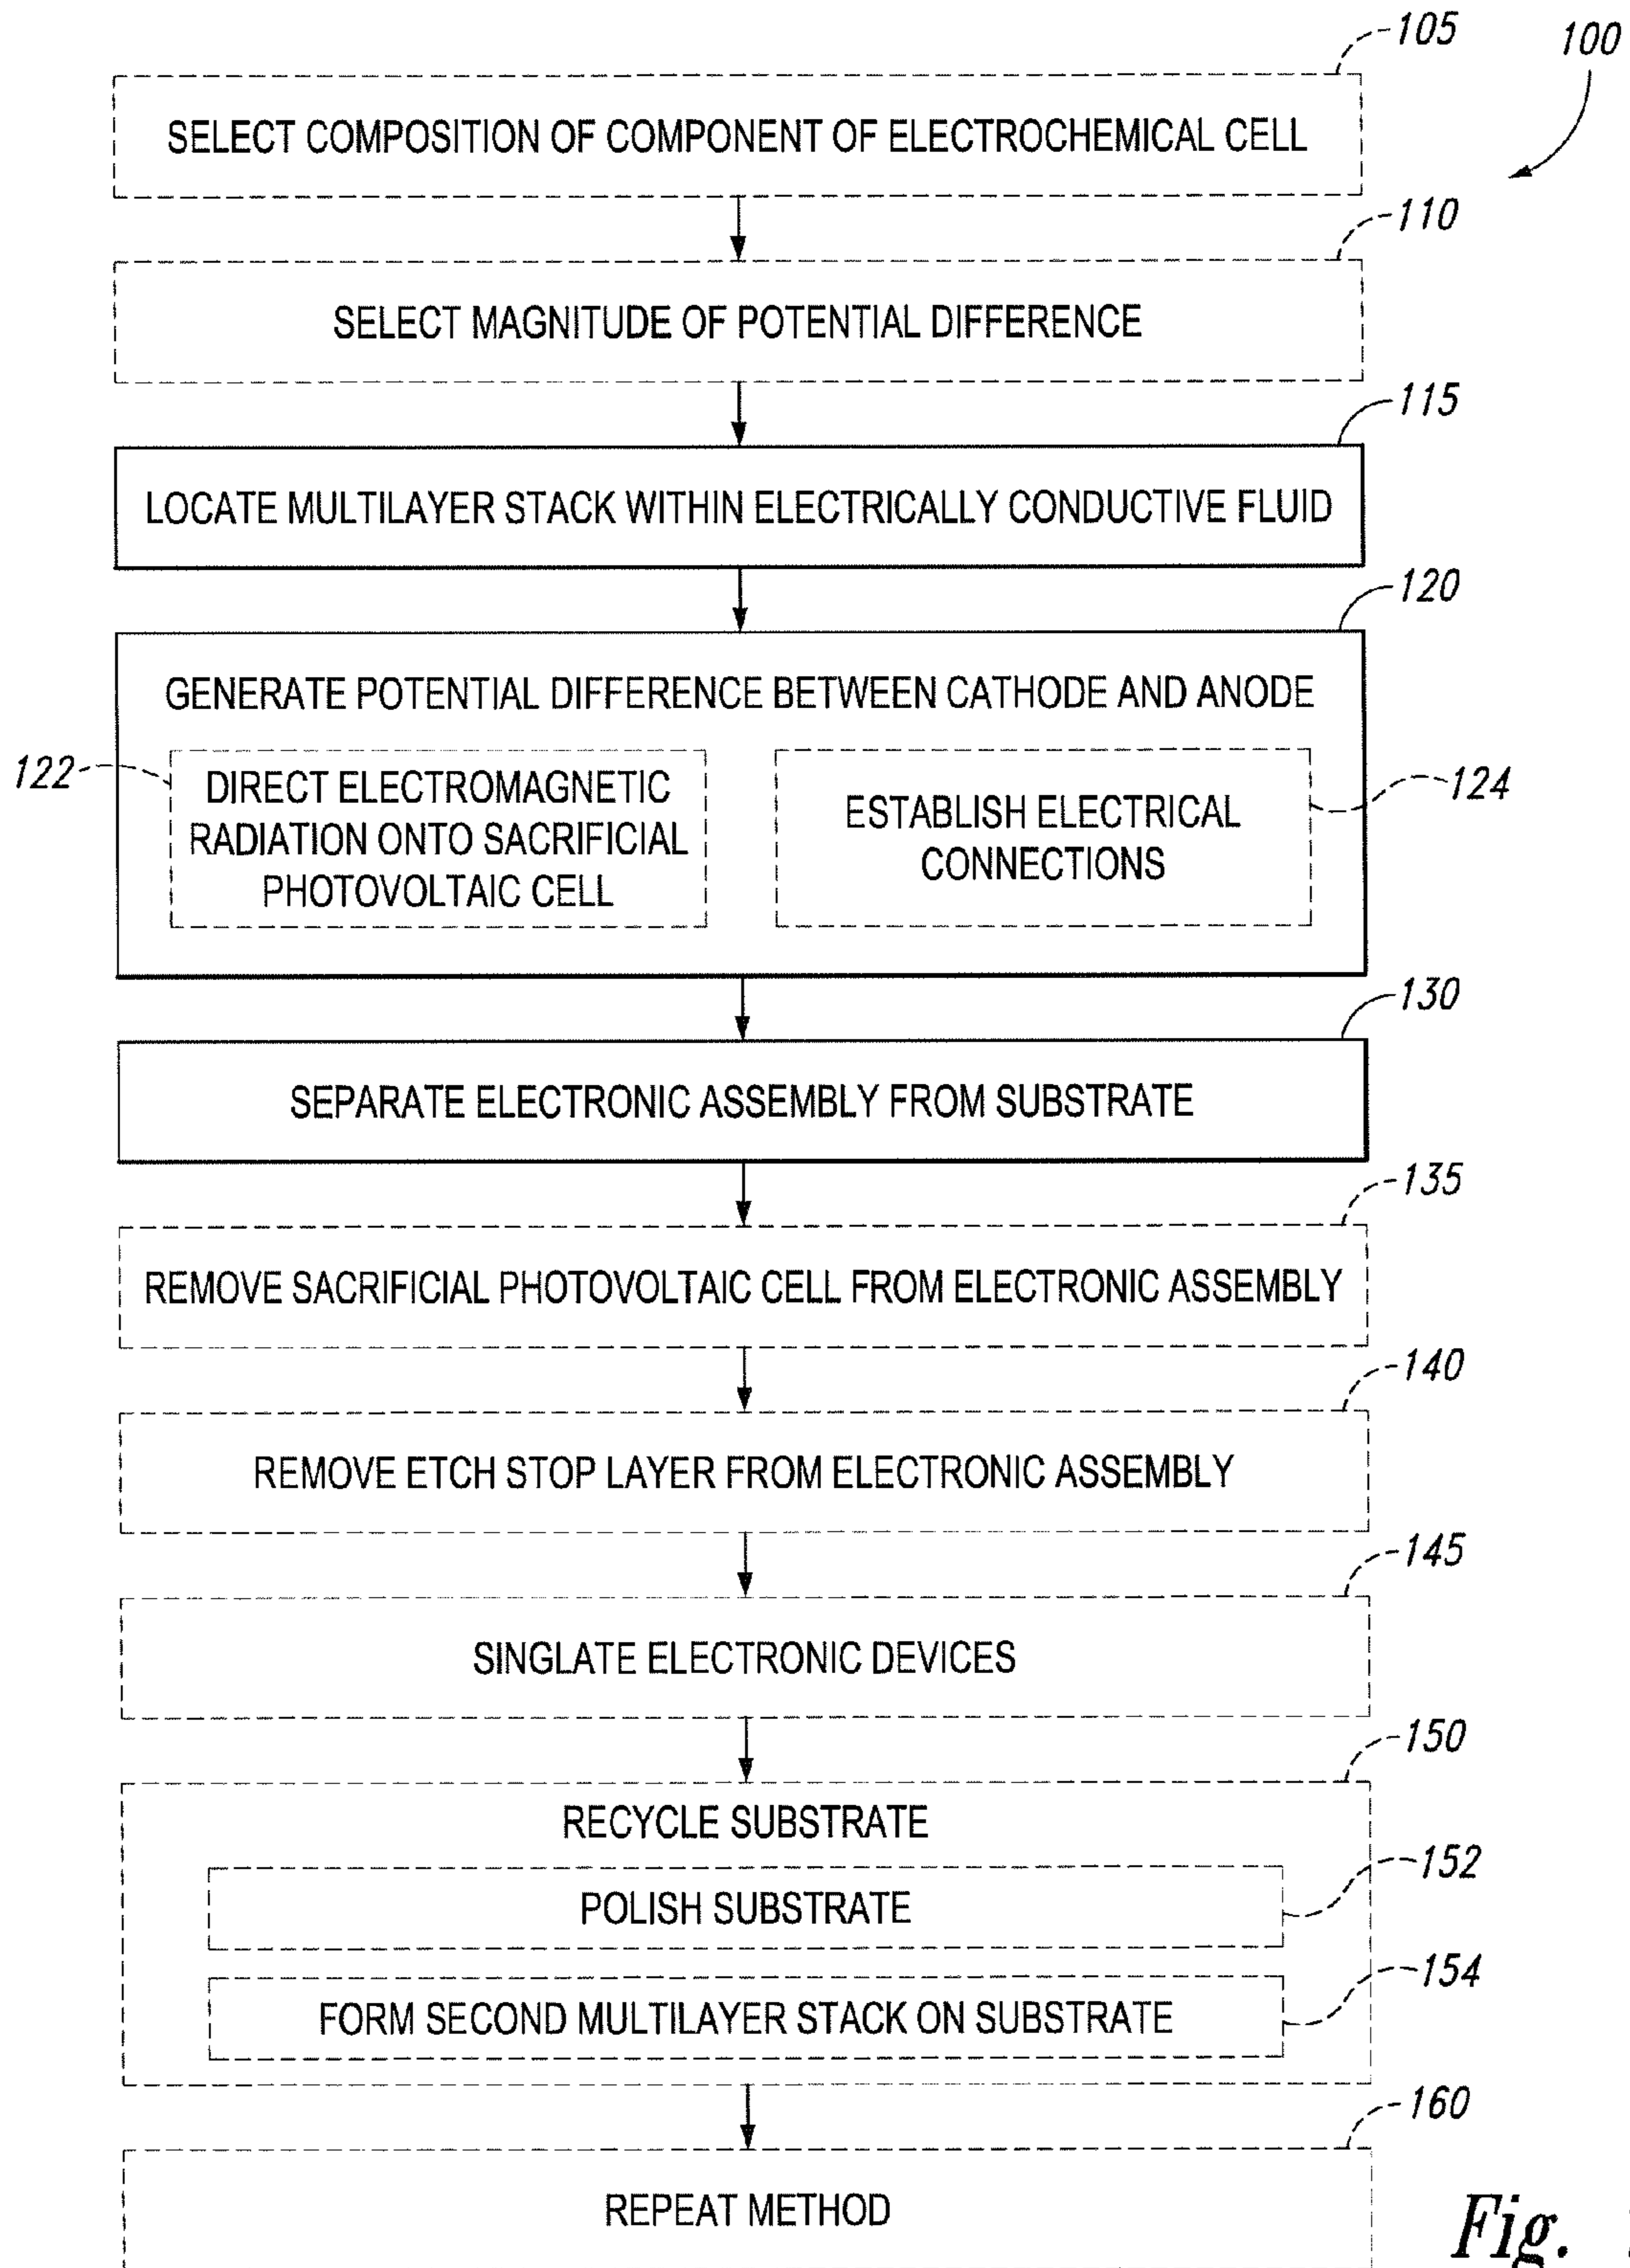 105
100
SELECT COMPOSITION OF COMPONENT OF ELECTROCHEMICAL CELL
110
SELECT MAGNITUDE OF POTENTIAL DIFFERENCE
115
LOCATE MULTILAYER STACK WITHIN ELECTRICALLY CONDUCTIVE FLUID
120
GENERATE POTENTIAL DIFFERENCE BETWEEN CATHODE AND ANODE
122
DIRECT ELECTROMAGNETIC
RADIATION ONTO SACRIFICIAL
PHOTOVOLTAIC CELL
ESTABLISH ELECTRICAL
CONNECTIONS
124
130
SEPARATE ELECTRONIC ASSEMBLY FROM SUBSTRATE
135
REMOVE SACRIFICIAL PHOTOVOLTAIC CELL FROM ELECTRONIC ASSEMBLY
140
REMOVE ETCH STOP LAYER FROM ELECTRONIC ASSEMBLY
145
SINGLATE ELECTRONIC DEVICES
150
RECYCLE SUBSTRATE
152
POLISH SUBSTRATE
154
FORM SECOND MULTILAYER STACK ON SUBSTRATE
160
REPEAT METHOD
Fig.